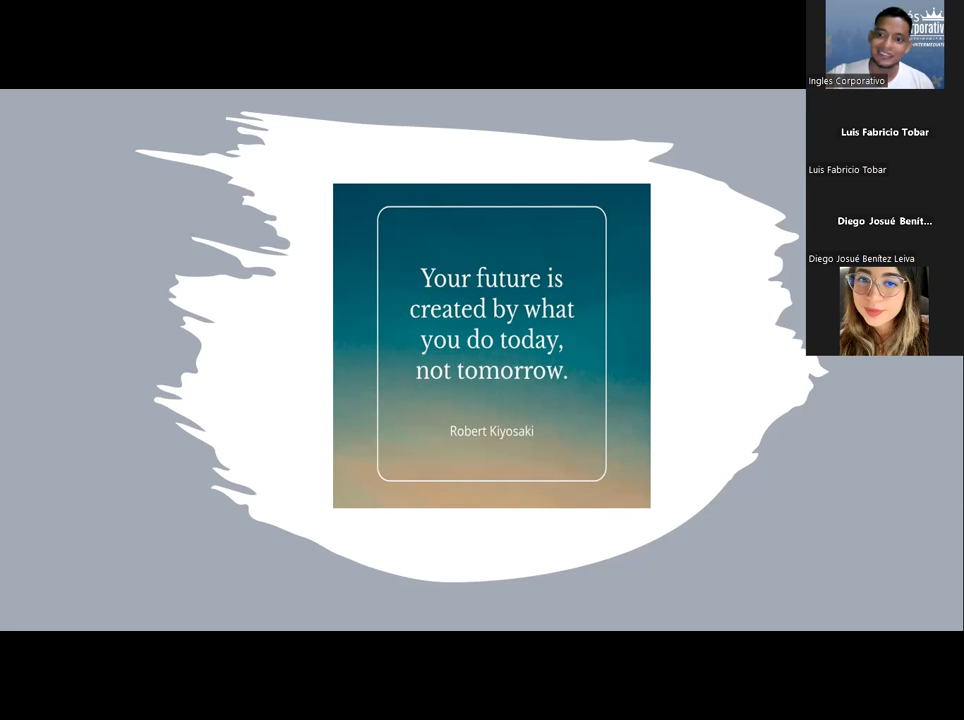 Your future is
created by what
you do today,
not tomorrow.
Robert Kiyosaki
Ingles Corporativo
Luis Fabricio Tobar
Luis Fabricio Tobar
Diego Josué Benít...
Diego Josué Benítez Leiva